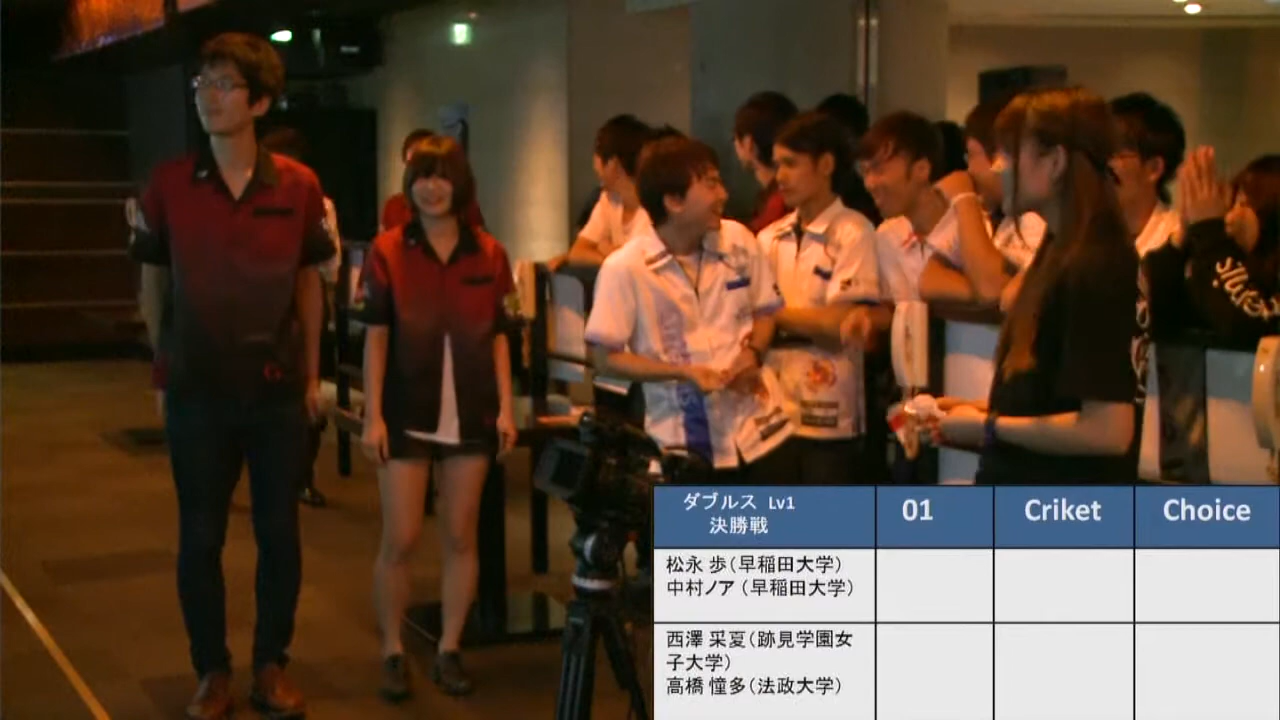 ダブルス Lv1
決勝戦
01
Criket
Choice
松永 歩(早稲田大学)
中村ノア(早稲田大学)
西澤 采夏(跡見学園女
子大学)
高橋 憧多(法政大学)